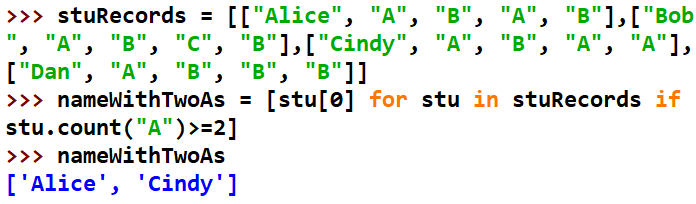 >>> stuRecords = [["Alice", "A", "B", "A", "B"],["Bob
", "A", "B", "C", "B"],["Cindy", "A", "B", "A", "A"],
["Dan", "A", "B", "B", "B"]]
>>> nameWithTwoAs = [stu[0] for stu in stuRecords if
stu.count("A")>=2]
>>> nameWithTwoAs
['Alice', 'Cindy']